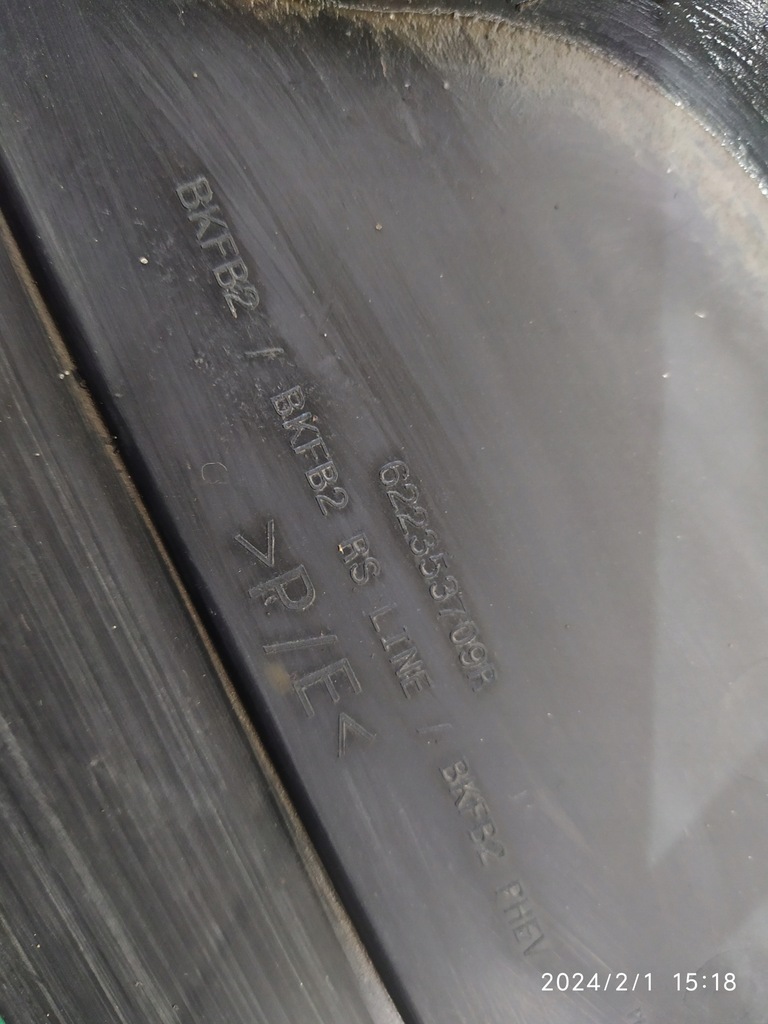 622353709R
BKFB2 / BKFB2 RS LINE / BKFB2 PHEV
>P/E<
2024/2/1 15:18